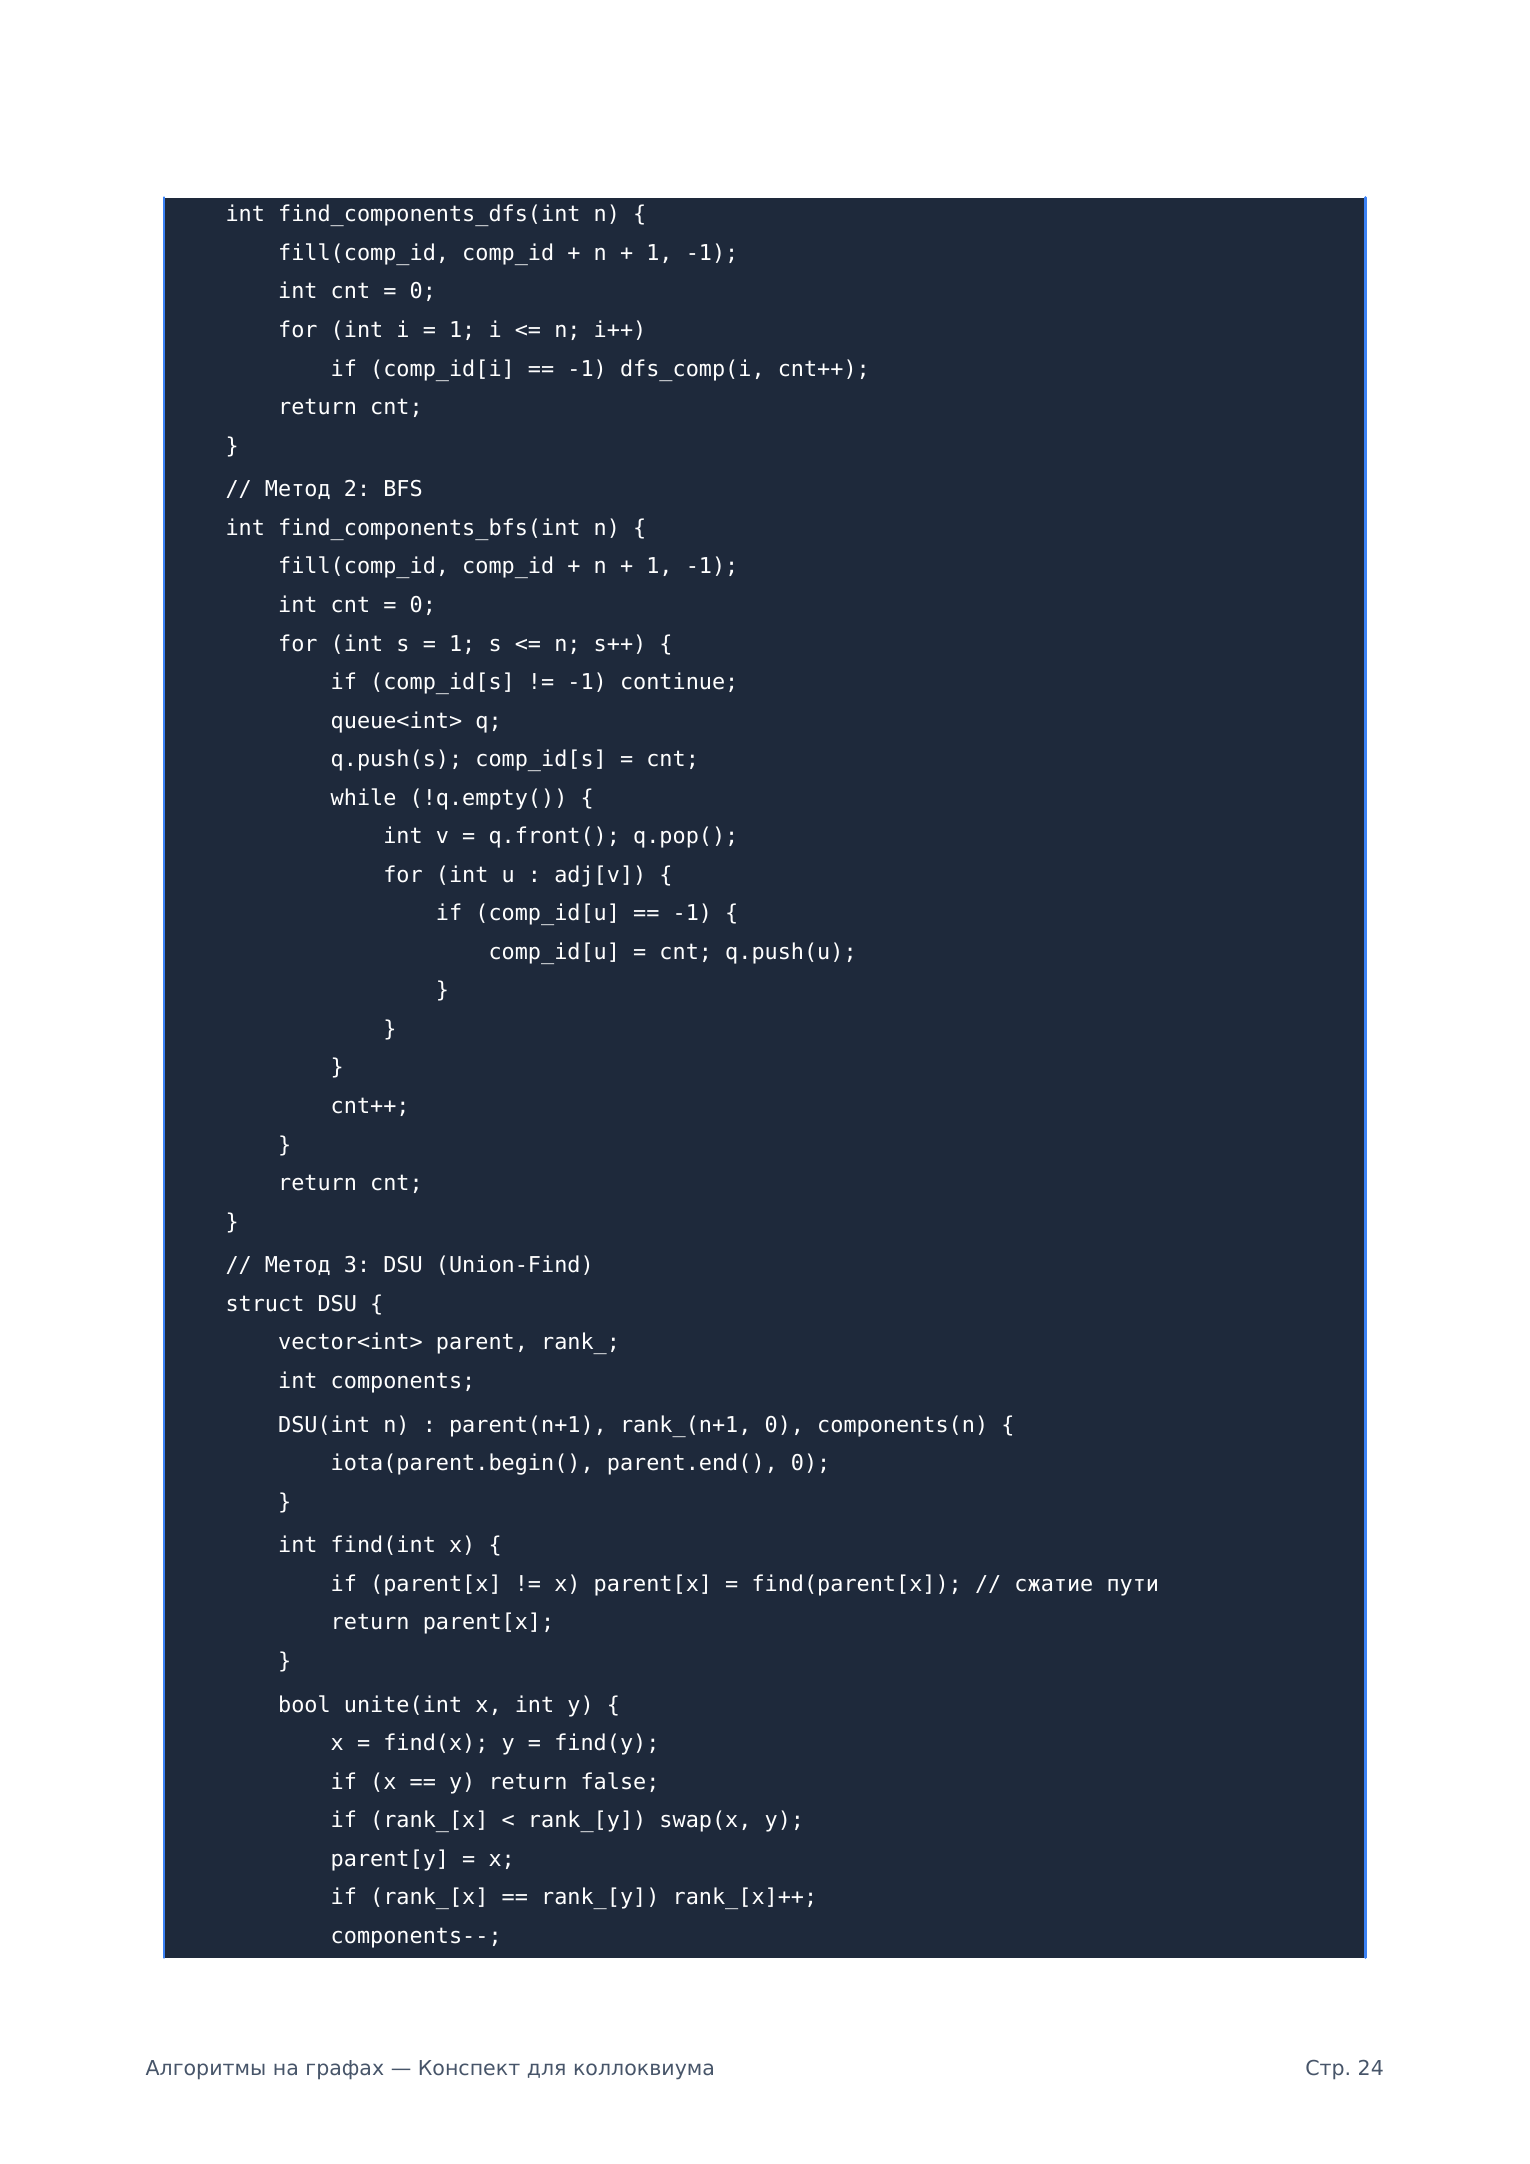 int find_components_dfs(int n) {
    fill(comp_id, comp_id + n + 1, -1);
    int cnt = 0;
    for (int i = 1; i <= n; i++)
        if (comp_id[i] == -1) dfs_comp(i, cnt++);
    return cnt;
}
// Метод 2: BFS
int find_components_bfs(int n) {
    fill(comp_id, comp_id + n + 1, -1);
    int cnt = 0;
    for (int s = 1; s <= n; s++) {
        if (comp_id[s] != -1) continue;
        queue<int> q;
        q.push(s); comp_id[s] = cnt;
        while (!q.empty()) {
            int v = q.front(); q.pop();
            for (int u : adj[v]) {
                if (comp_id[u] == -1) {
                    comp_id[u] = cnt; q.push(u);
                }
            }
        }
        cnt++;
    }
    return cnt;
}
// Метод 3: DSU (Union-Find)
struct DSU {
    vector<int> parent, rank_;
    int components;
    DSU(int n) : parent(n+1), rank_(n+1, 0), components(n) {
        iota(parent.begin(), parent.end(), 0);
    }
    int find(int x) {
        if (parent[x] != x) parent[x] = find(parent[x]); // сжатие пути
        return parent[x];
    }
    bool unite(int x, int y) {
        x = find(x); y = find(y);
        if (x == y) return false;
        if (rank_[x] < rank_[y]) swap(x, y);
        parent[y] = x;
        if (rank_[x] == rank_[y]) rank_[x]++;
        components--;
Алгоритмы на графах — Конспект для коллоквиума Стр. 24